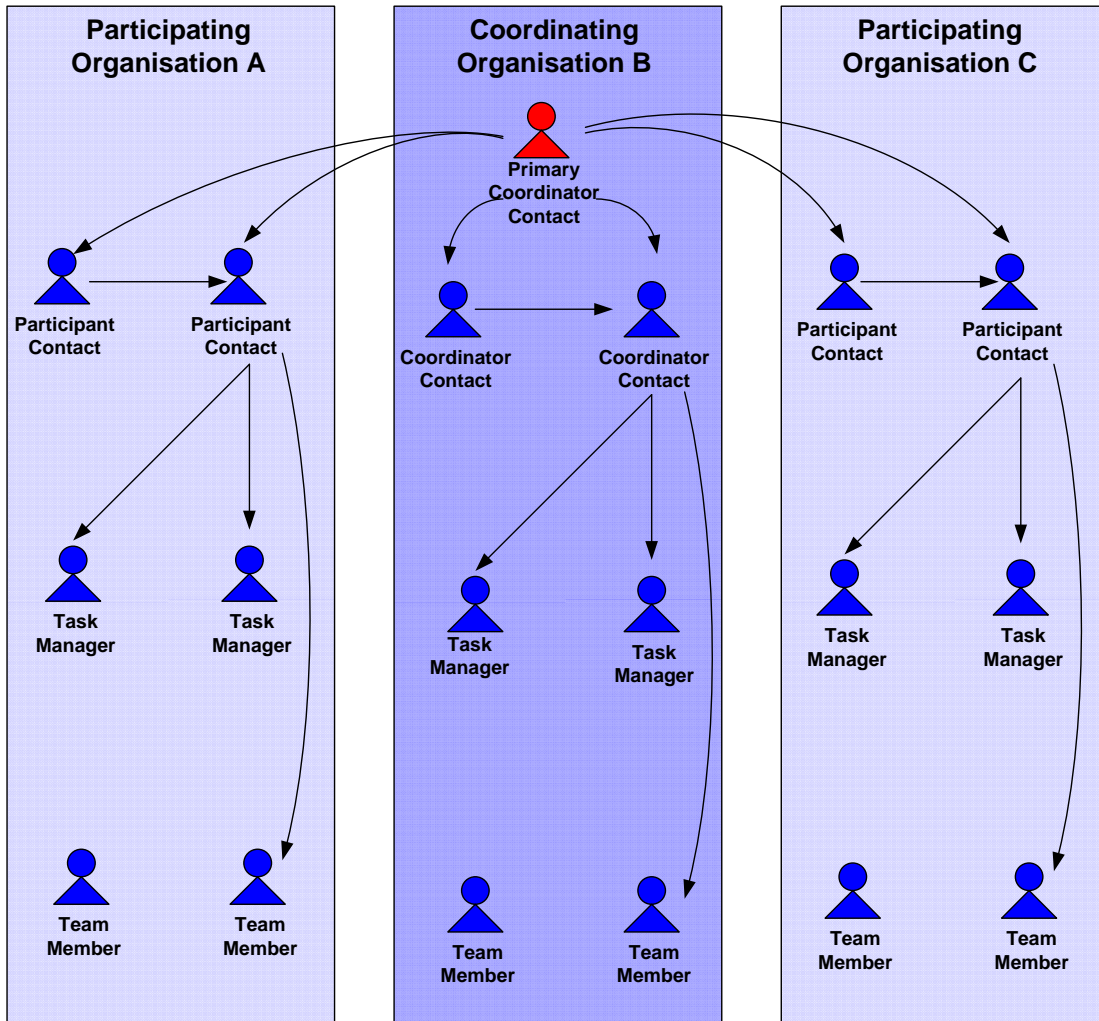 Participating
Organisation A
Coordinating
Organisation B
Participating
Organisation C
Primary
Coordinator
Contact
Participant
Contact
Participant
Contact
Coordinator
Contact
Coordinator
Contact
Participant
Contact
Participant
Contact
Task
Manager
Task
Manager
Task
Manager
Task
Manager
Task
Manager
Task
Manager
Team
Member
Team
Member
Team
Member
Team
Member
Team
Member
Team
Member